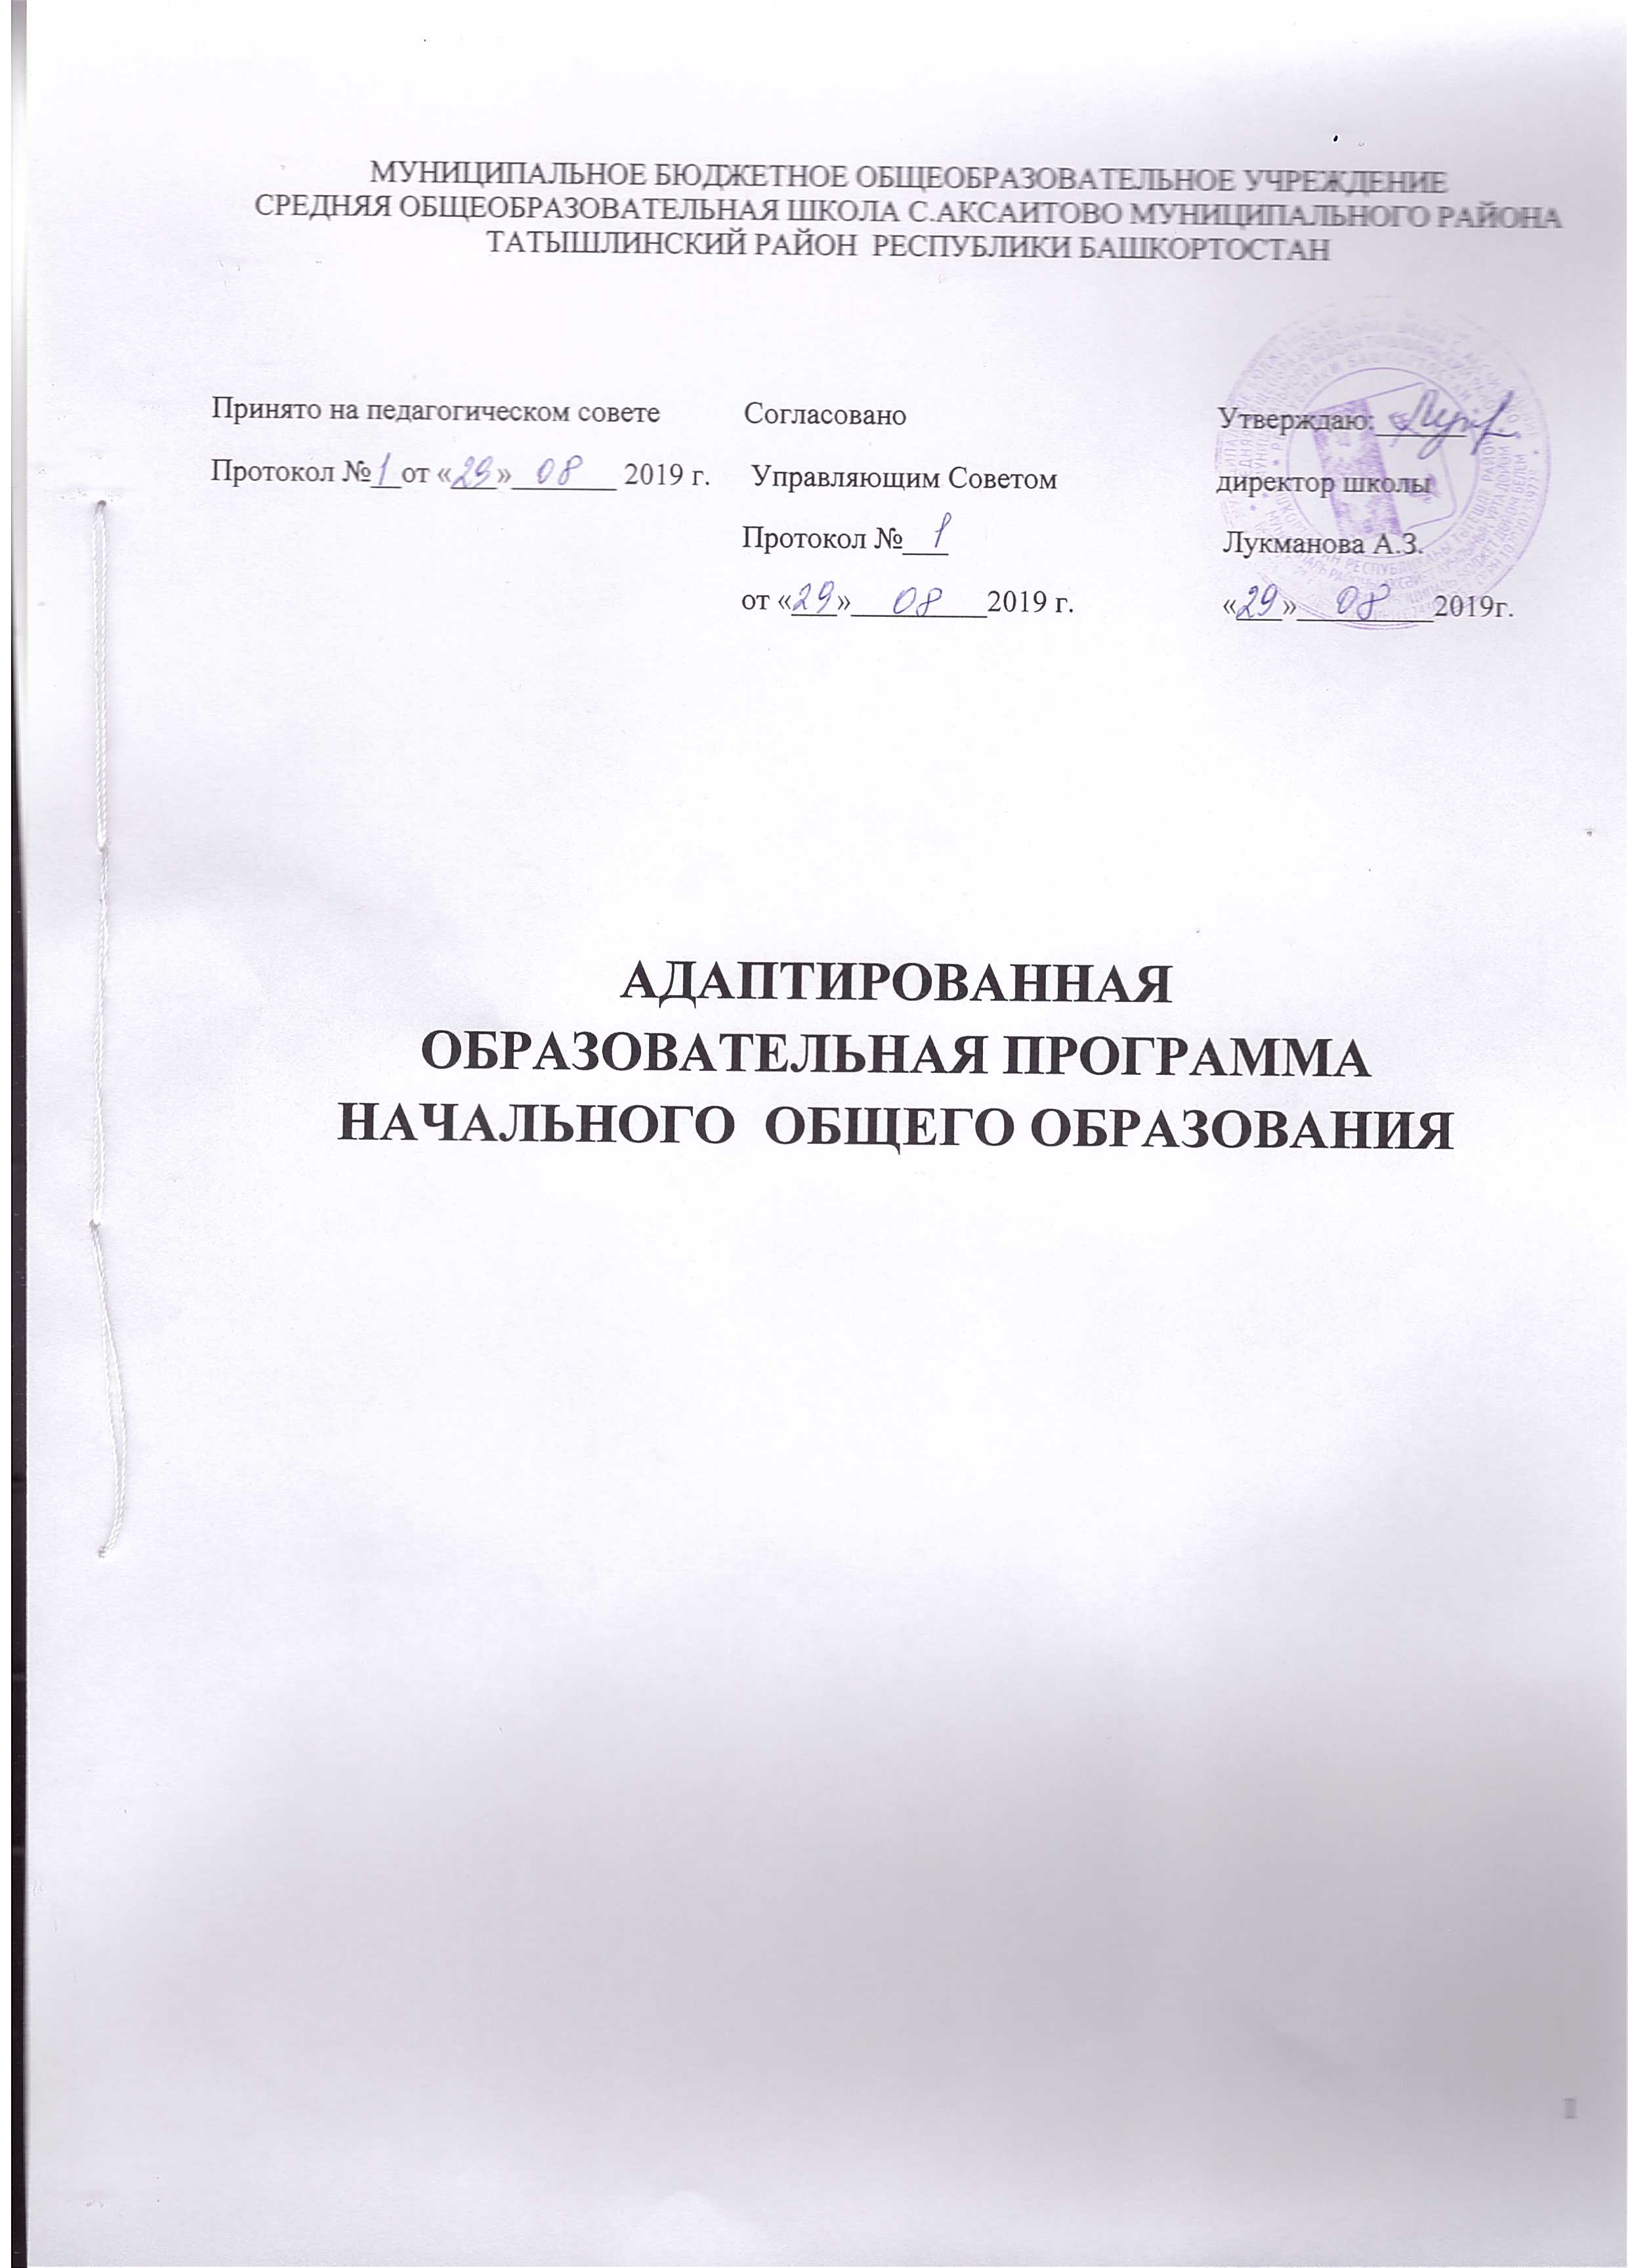 МУНИЦИПАЛЬНОЕ БЮДЖЕТНОЕ ОБЩЕОБРАЗОВАТЕЛЬНОЕ УЧРЕЖДЕНИЕ
СРЕДНЯЯ ОБЩЕОБРАЗОВАТЕЛЬНАЯ ШКОЛА С.АКСАИТОВО МУНИЦИПАЛЬНОГО РАЙОНА
ТАТЫШЛИНСКИЙ РАЙОН РЕСПУБЛИКИ БАШКОРТОСТАН
Принято на педагогическом совете
Протокол №1 от «29» 08 2019 г.
Согласовано
Управляющим Советом
Протокол № 1
от «29» 08 2019 г.
Утверждаю:
директор школы
Лукманова А.З.
«29» 08 2019г.
АДАПТИРОВАННАЯ
ОБРАЗОВАТЕЛЬНАЯ ПРОГРАММА
НАЧАЛЬНОГО ОБЩЕГО ОБРАЗОВАНИЯ